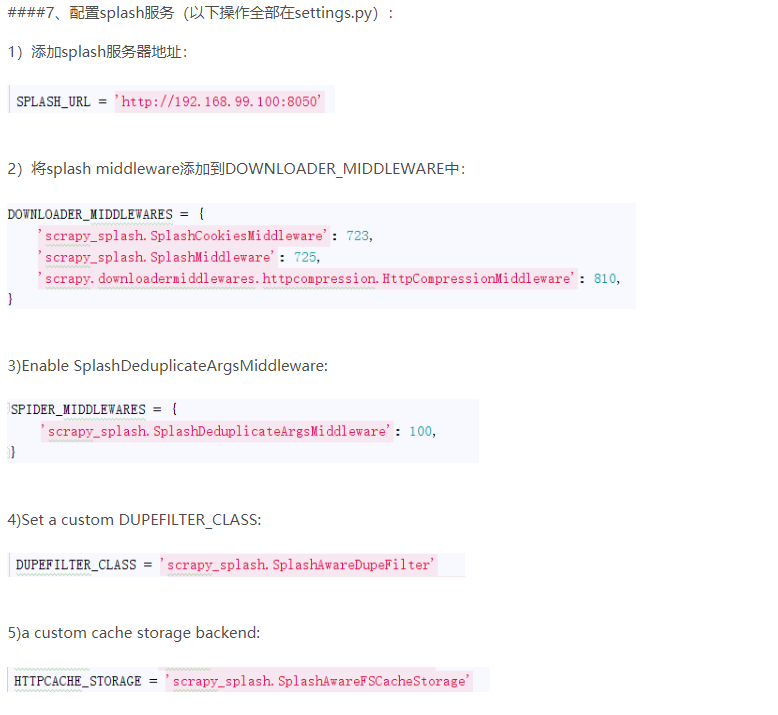 ####7、配置splash服务（以下操作全部在settings.py）:
1）添加splash服务器地址:
SPLASH_URL = 'http://192.168.99.100:8050'
2）将splash middleware添加到DOWNLOADER_MIDDLEWARE中:
DOWNLOADER_MIDDLEWARES = {
'scrapy_splash.SplashCookiesMiddleware': 723,
'scrapy_splash.SplashMiddleware': 725,
'scrapy.downloadermiddlewares.httpcompression.HttpCompressionMiddleware': 810,
}
3)Enable SplashDeduplicateArgsMiddleware:
SPIDER_MIDDLEWARES = {
'scrapy_splash.SplashDeduplicateArgsMiddleware': 100,
}
4)Set a custom DUPEFILTER_CLASS:
DUPEFILTER_CLASS = 'scrapy_splash.SplashAwareDupeFilter'
5)a custom cache storage backend:
HTTPCACHE_STORAGE = 'scrapy_splash.SplashAwareFSCacheStorage'